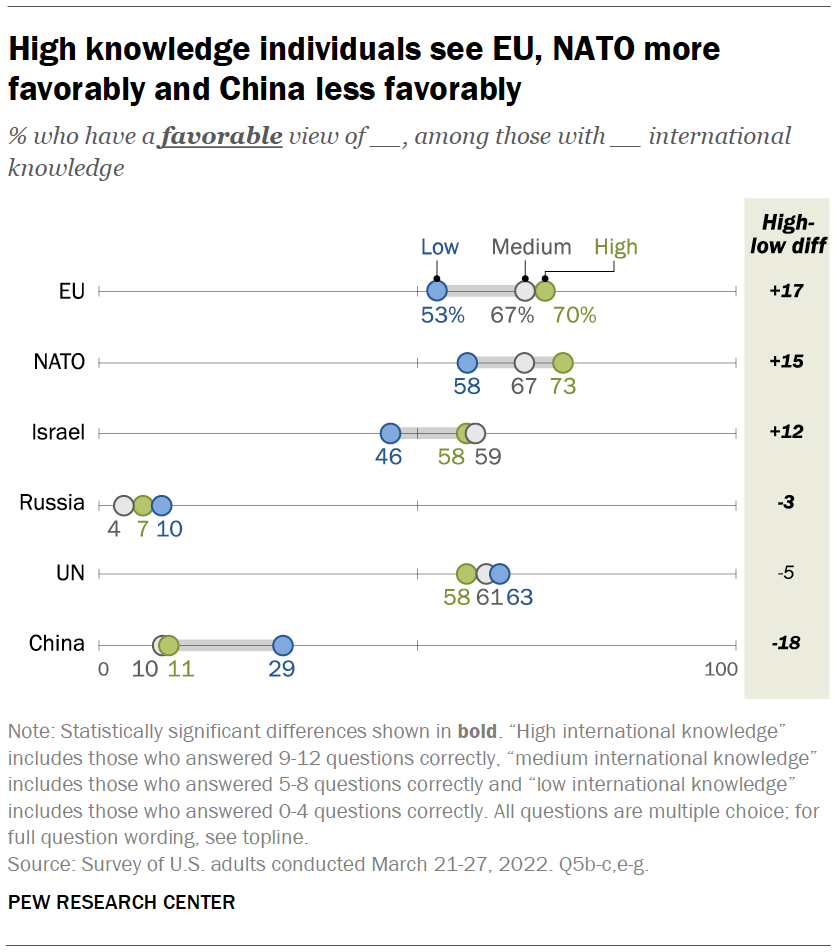 High knowledge individuals see EU, NATO more
favorably and China less favorably
% who have a favorable view of __, among those with __ international
knowledge
High-
low diff
Low Medium High
EU
53% 67% 70%
+17
NATO
58 67 73
+15
Israel
46 58 59
+12
Russia
4 7 10
-3
UN
58 61 63
-5
China
0 10 11 29 100
-18
Note: Statistically significant differences shown in bold. “High international knowledge”
includes those who answered 9-12 questions correctly, “medium international knowledge”
includes those who answered 5-8 questions correctly and “low international knowledge”
includes those who answered 0-4 questions correctly. All questions are multiple choice; for
full question wording, see topline.
Source: Survey of U.S. adults conducted March 21-27, 2022. Q5b-c,e-g.
PEW RESEARCH CENTER